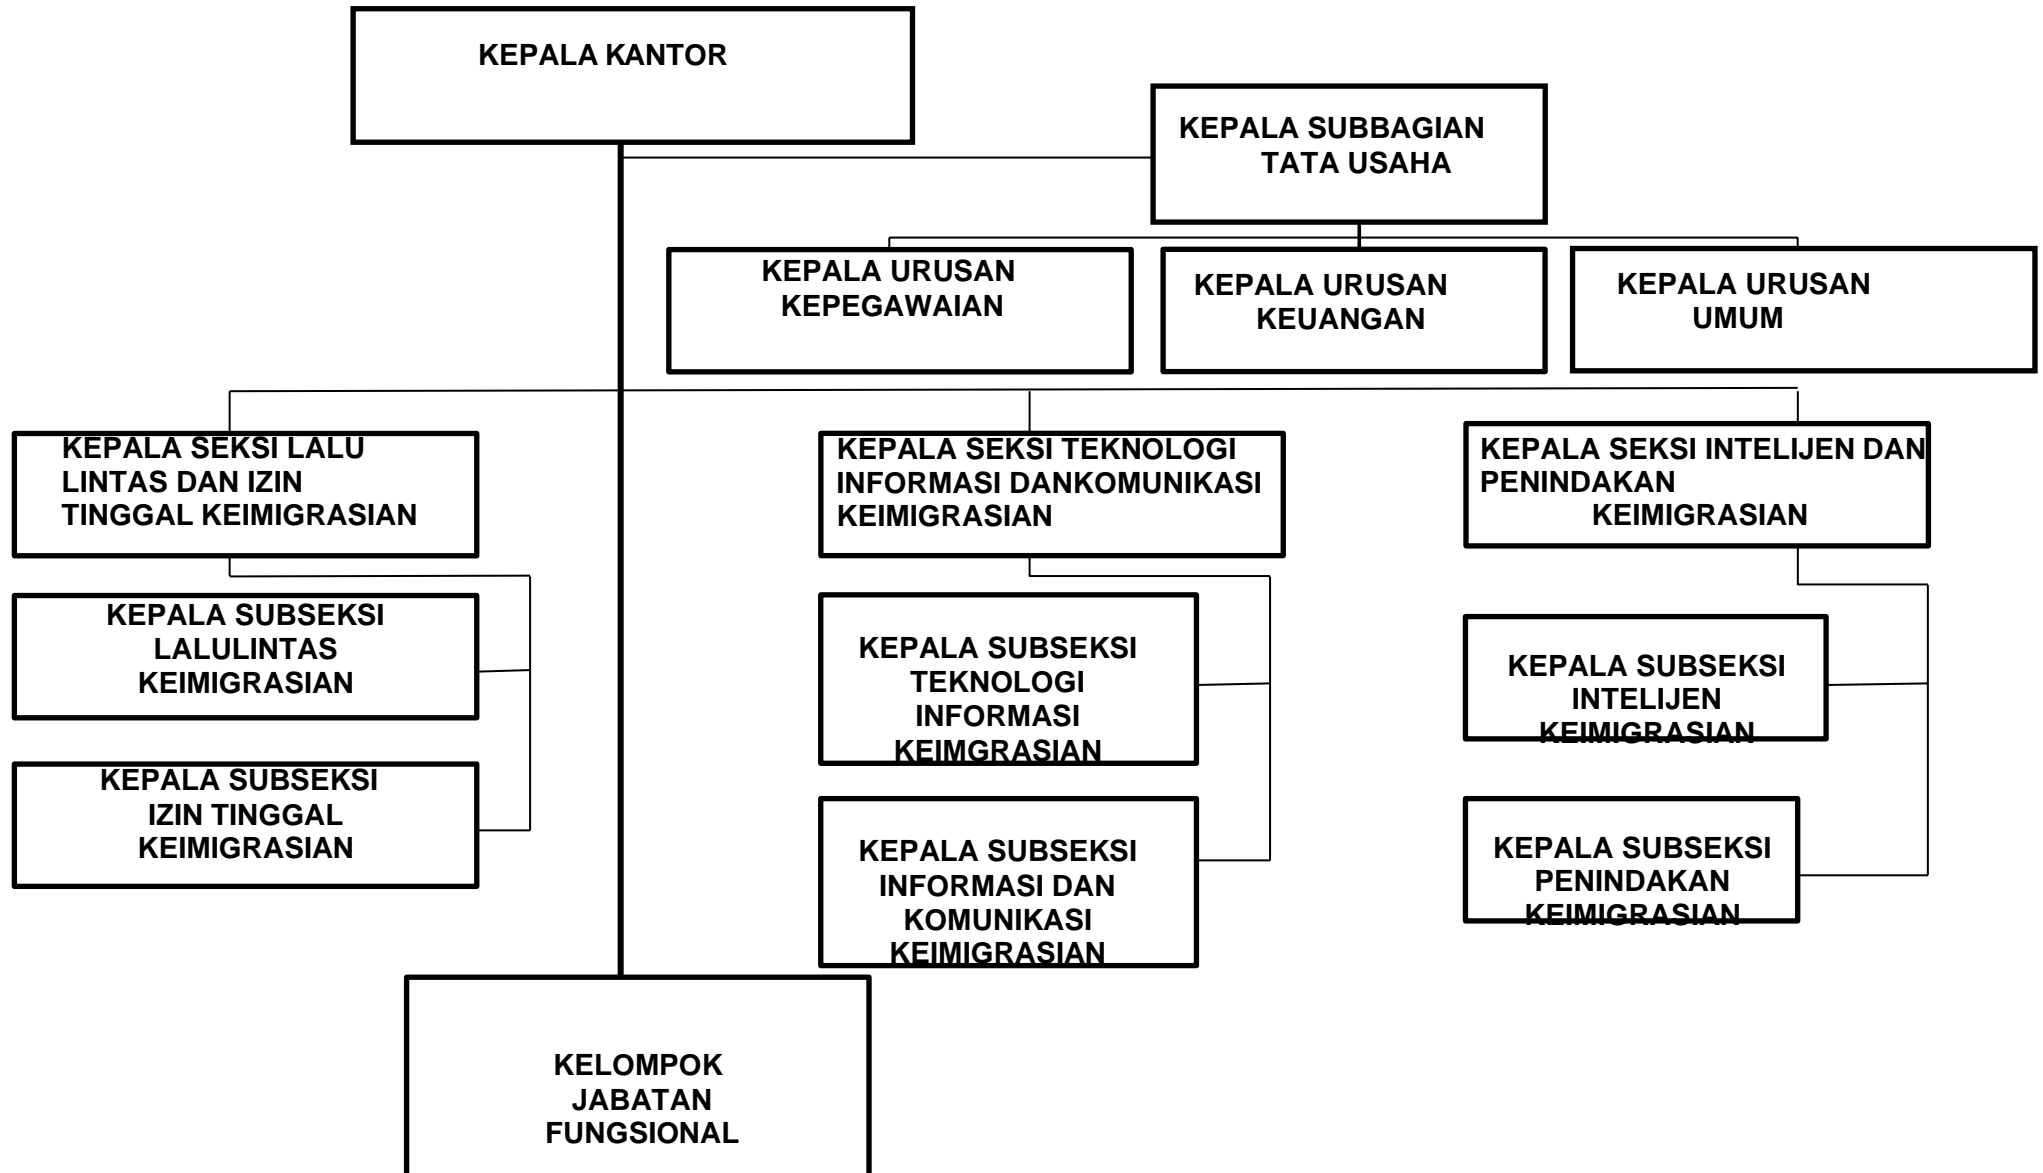 KEPALA KANTOR
KEPALA SUBBAGIAN
TATA USAHA
KEPALA URUSAN
KEPEGAWAIAN
KEPALA URUSAN
KEUANGAN
KEPALA URUSAN
UMUM
KEPALA SEKSI LALU
LINTAS DAN IZIN
TINGGAL KEIMIGRASIAN
KEPALA SEKSI TEKNOLOGI
INFORMASI DANKOMUNIKASI
KEIMIGRASIAN
KEPALA SEKSI INTELIJEN DAN
PENINDAKAN
KEIMIGRASIAN
KEPALA SUBSEKSI
LALULINTAS
KEIMIGRASIAN
KEPALA SUBSEKSI
TEKNOLOGI
INFORMASI
KEIMGRASIAN
KEPALA SUBSEKSI
INTELIJEN
KEIMIGRASIAN
KEPALA SUBSEKSI
IZIN TINGGAL
KEIMIGRASIAN
KEPALA SUBSEKSI
INFORMASI DAN
KOMUNIKASI
KEIMIGRASIAN
KEPALA SUBSEKSI
PENINDAKAN
KEIMIGRASIAN
KELOMPOK
JABATAN
FUNGSIONAL